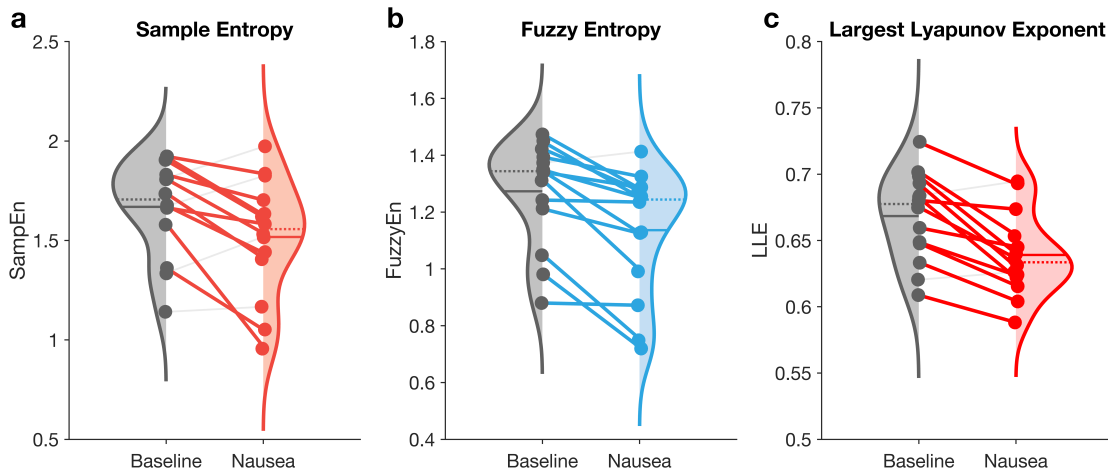 a
Sample Entropy
2.5
2
1.5
1
0.5
SampEn
Baseline
Nausea
b
Fuzzy Entropy
1.8
1.6
1.4
1.2
1
0.8
0.6
0.4
FuzzyEn
Baseline
Nausea
c
Largest Lyapunov Exponent
0.8
0.75
0.7
0.65
0.6
0.55
0.5
LLE
Baseline
Nausea